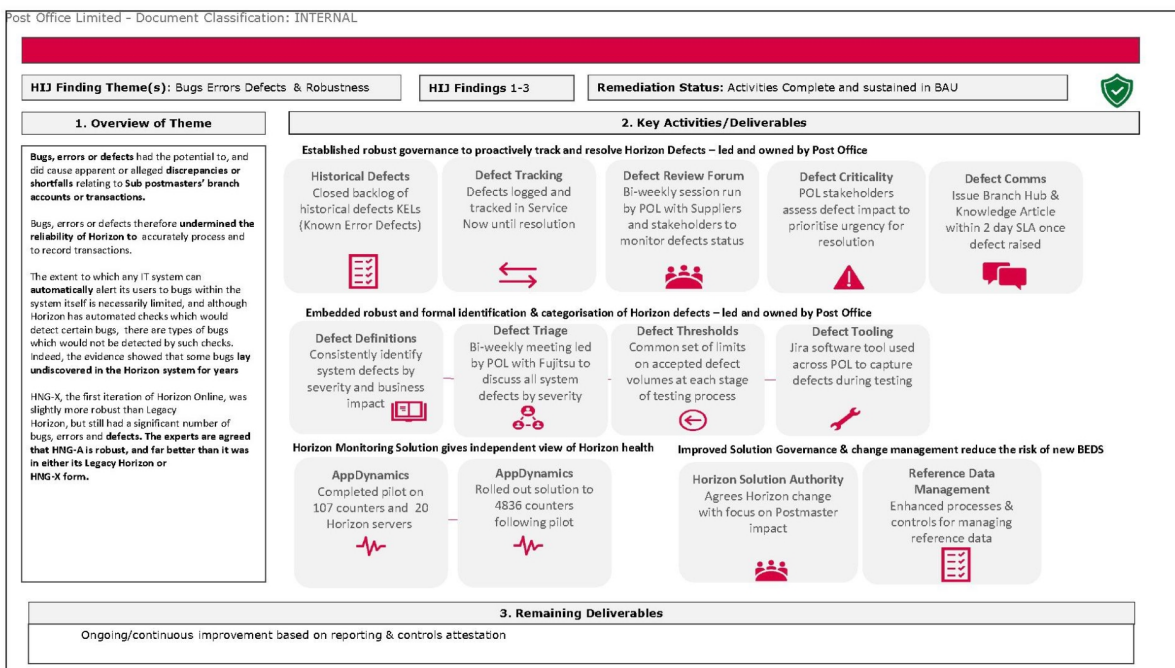 Post Office Limited - Document Classification: INTERNAL
HIJ Finding Theme(s): Bugs Errors Defects & Robustness
HIJ Findings 1-3
Remediation Status: Activities Complete and sustained in BAU
1. Overview of Theme
Bugs, errors or defects had the potential to, and
did cause apparent or alleged discrepancies or
shortfalls relating to Sub postmasters' branch
accounts or transactions.
Bugs, errors or defects therefore undermined the
reliability of Horizon to accurately process and
to record transactions.
The extent to which any IT system can
automatically alert its users to bugs within the
system itself is necessarily limited, and although
Horizon has automated checks which would
detect certain bugs, there are types of bugs
which would not be detected by such checks.
Indeed, the evidence showed that some bugs lay
undiscovered in the Horizon system for years
HNG-X, the first iteration of Horizon Online, was
slightly more robust than Legacy
Horizon, but still had a significant number of
bugs, errors and defects. The experts are agreed
that HNG-A is robust, and far better than it was
in either its Legacy Horizon or
HNG-X form.
2. Key Activities/Deliverables
Established robust governance to proactively track and resolve Horizon Defects – led and owned by Post Office
Historical Defects
Closed backlog of
historical defects KELs
(Known Error Defects)
Defect Tracking
Defects logged and
tracked in Service
Now until resolution
Defect Review Forum
Bi-weekly session run
by POL with Suppliers
and stakeholders to
monitor defects status
Defect Criticality
POL stakeholders
assess defect impact to
prioritise urgency for
resolution
Defect Comms
Issue Branch Hub &
Knowledge Article
within 2 day SLA once
defect raised
Embedded robust and formal identification & categorisation of Horizon defects – led and owned by Post Office
Defect Definitions
Consistently identify
system defects by
severity and business
impact
Defect Triage
Bi-weekly meeting led
by POL with Fujitsu to
discuss all system
defects by severity
Defect Thresholds
Common set of limits
on accepted defect
volumes at each stage
of testing process
Defect Tooling
Jira software tool used
across POL to capture
defects during testing
Horizon Monitoring Solution gives independent view of Horizon health
AppDynamics
Completed pilot on
107 counters and 20
Horizon servers
AppDynamics
Rolled out solution to
4836 counters
following pilot
Improved Solution Governance & change management reduce the risk of new BEDS
Horizon Solution Authority
Agrees Horizon change
with focus on Postmaster
impact
Reference Data
Management
Enhanced processes &
controls for managing
reference data
3. Remaining Deliverables
Ongoing/continuous improvement based on reporting & controls attestation